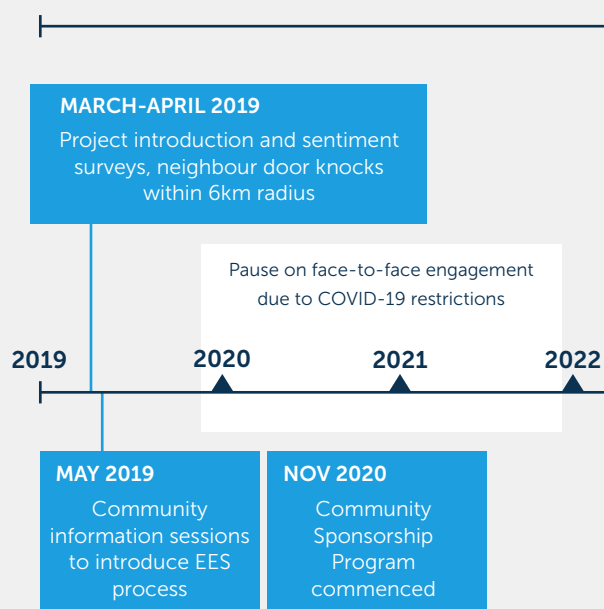 MARCH-APRIL 2019
Project introduction and sentiment
surveys, neighbour door knocks
within 6km radius
Pause on face-to-face engagement
due to COVID-19 restrictions
2019
2020
2021
2022
MAY 2019
Community
information sessions
to introduce EES
process
NOV 2020
Community
Sponsorship
Program
commenced